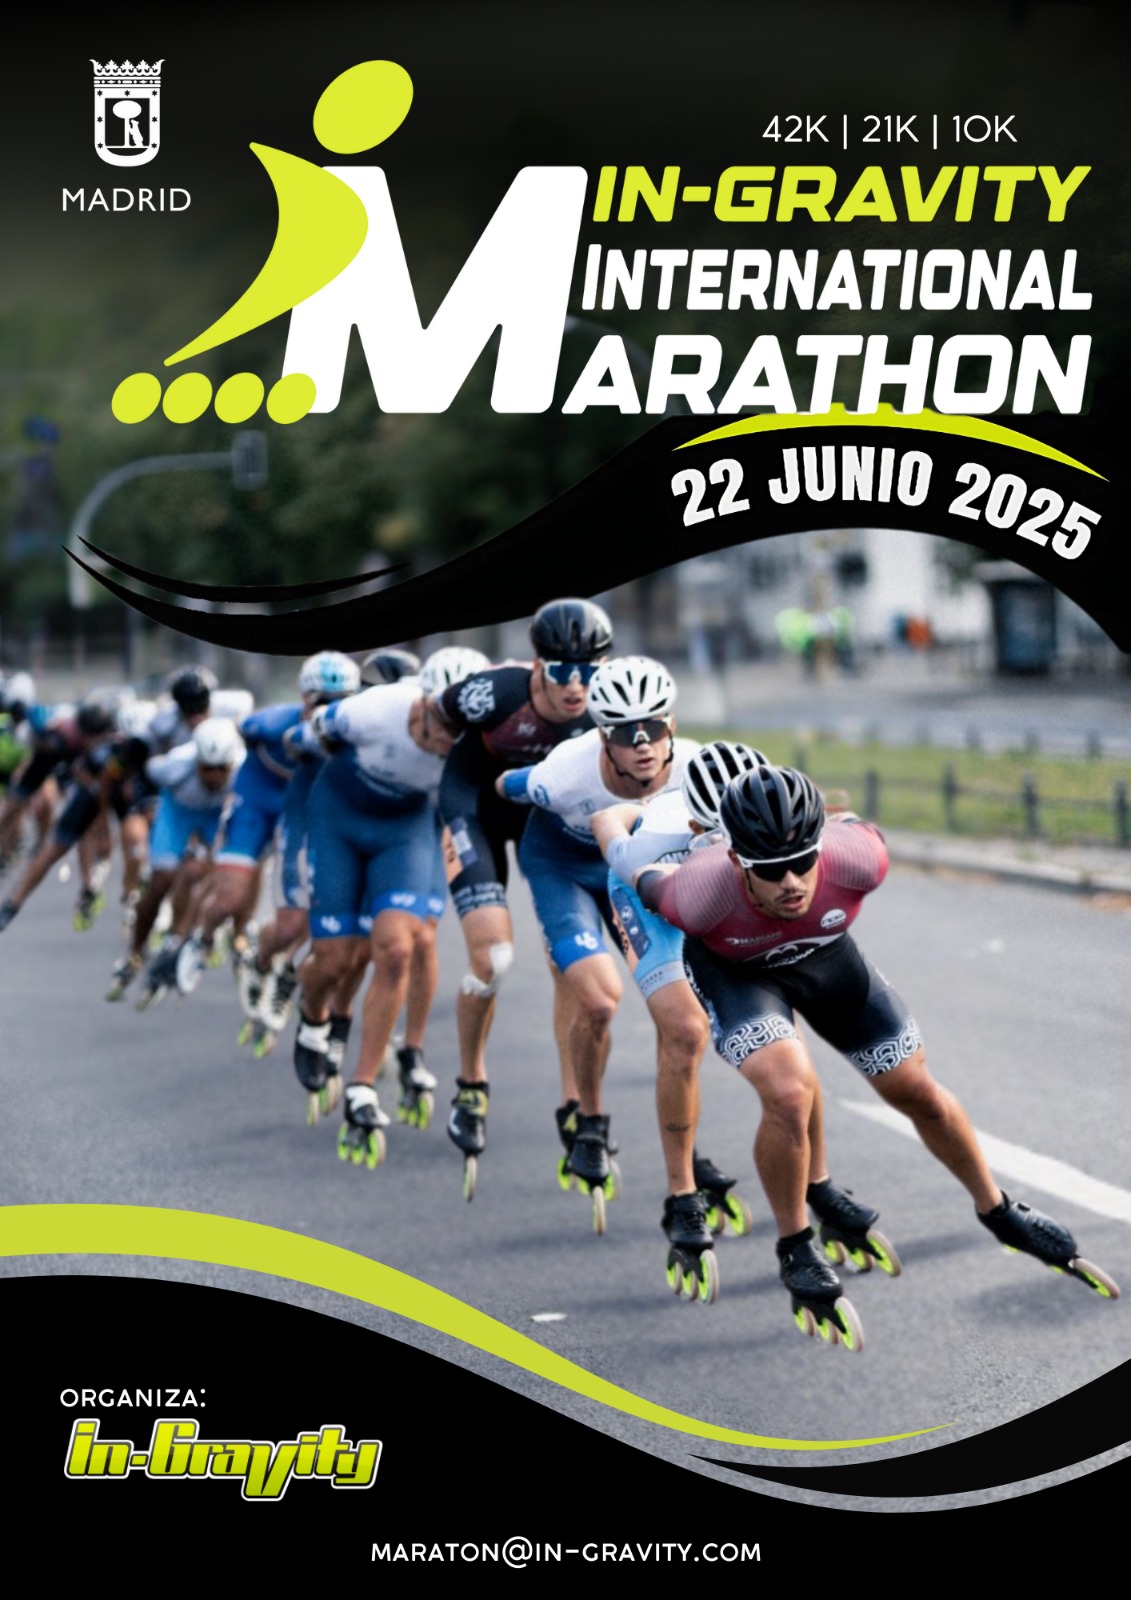 MADRID
42K | 21K | 10K
IN-GRAVITY
INTERNATIONAL
MARATHON
22 JUNIO 2025
ORGANIZA:
in-Gravity
MARATON@IN-GRAVITY.COM